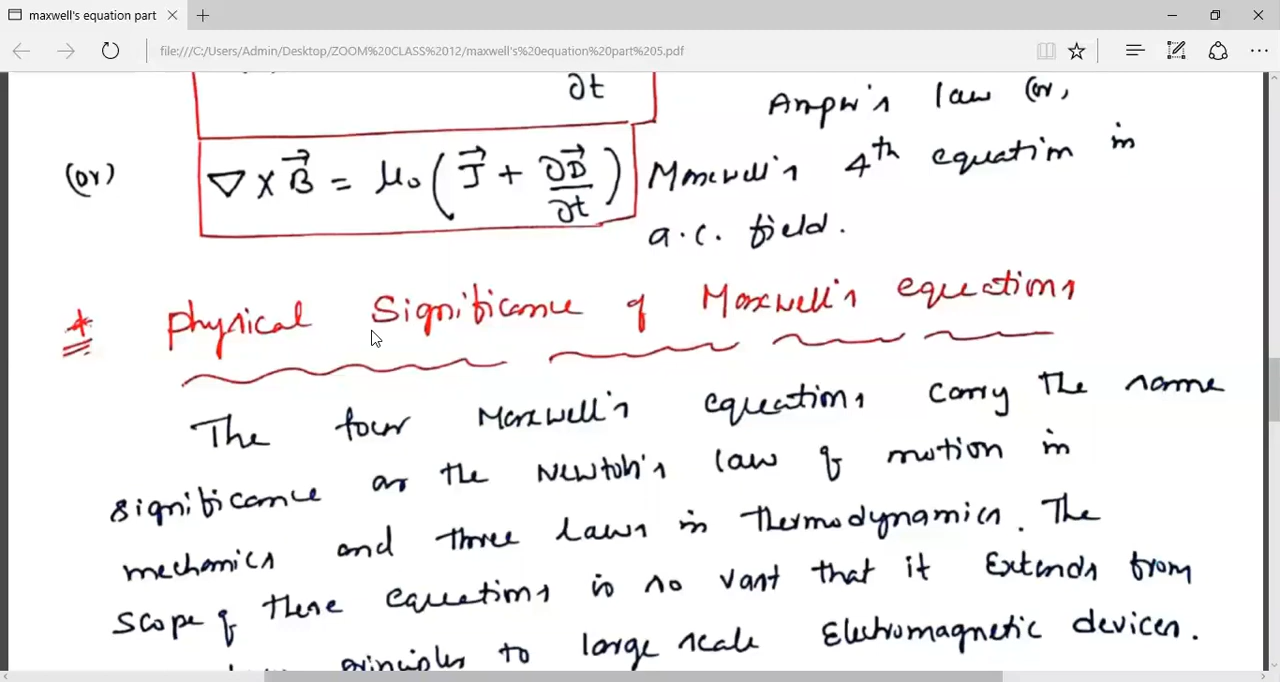 maxwell's equation part
file:///C:/Users/Admin/Desktop/ZOOM%20CLASS%2012/maxwell's%20equation%20part%205.pdf
∂t
Amper's law (or,
(or) ∇ × B⃗ = μ₀ ( J⃗ + ∂D⃗/∂t ) Maxwell's 4th equation in
a.c. field.
* Physical Significance of Maxwell's equations
The four Maxwell's equations carry the same
significance as the Newton's law of motion in
mechanics and three laws in thermodynamics. The
scope of these equations is so vast that it Extends from
principles to large scale Electromagnetic devices.